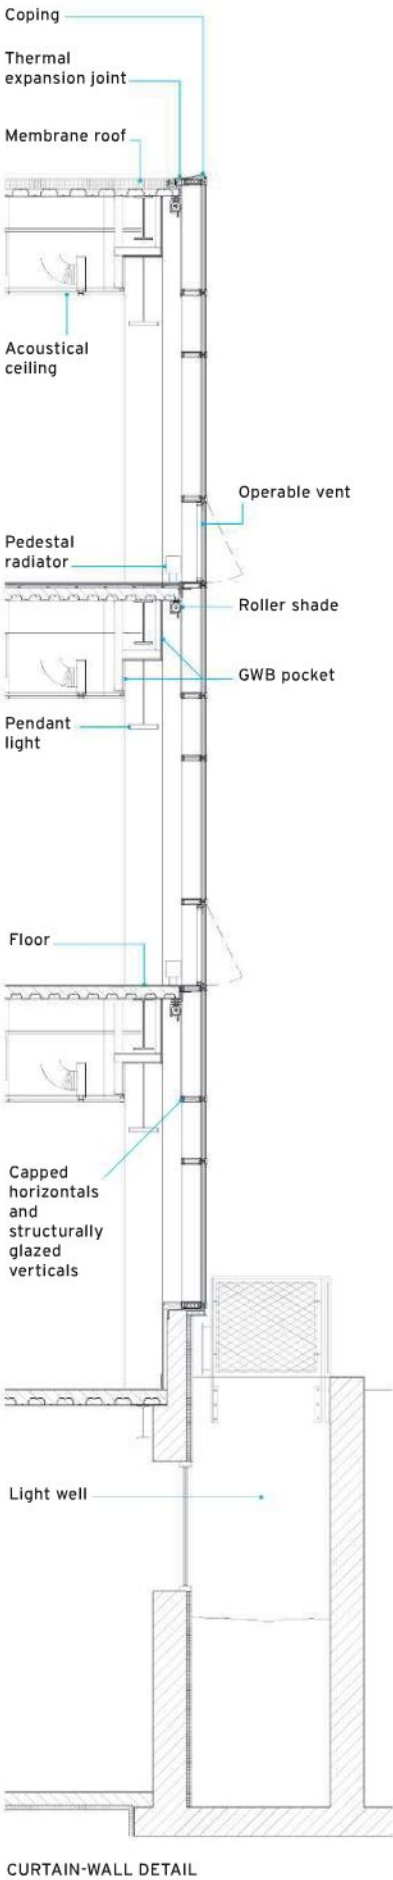 Coping
Thermal
expansion joint
Membrane roof
Acoustical
ceiling
Operable vent
Pedestal
radiator
Roller shade
GWB pocket
Pendant
light
Floor
Capped
horizontals
and
structurally
glazed
verticals
Light well
CURTAIN-WALL DETAIL